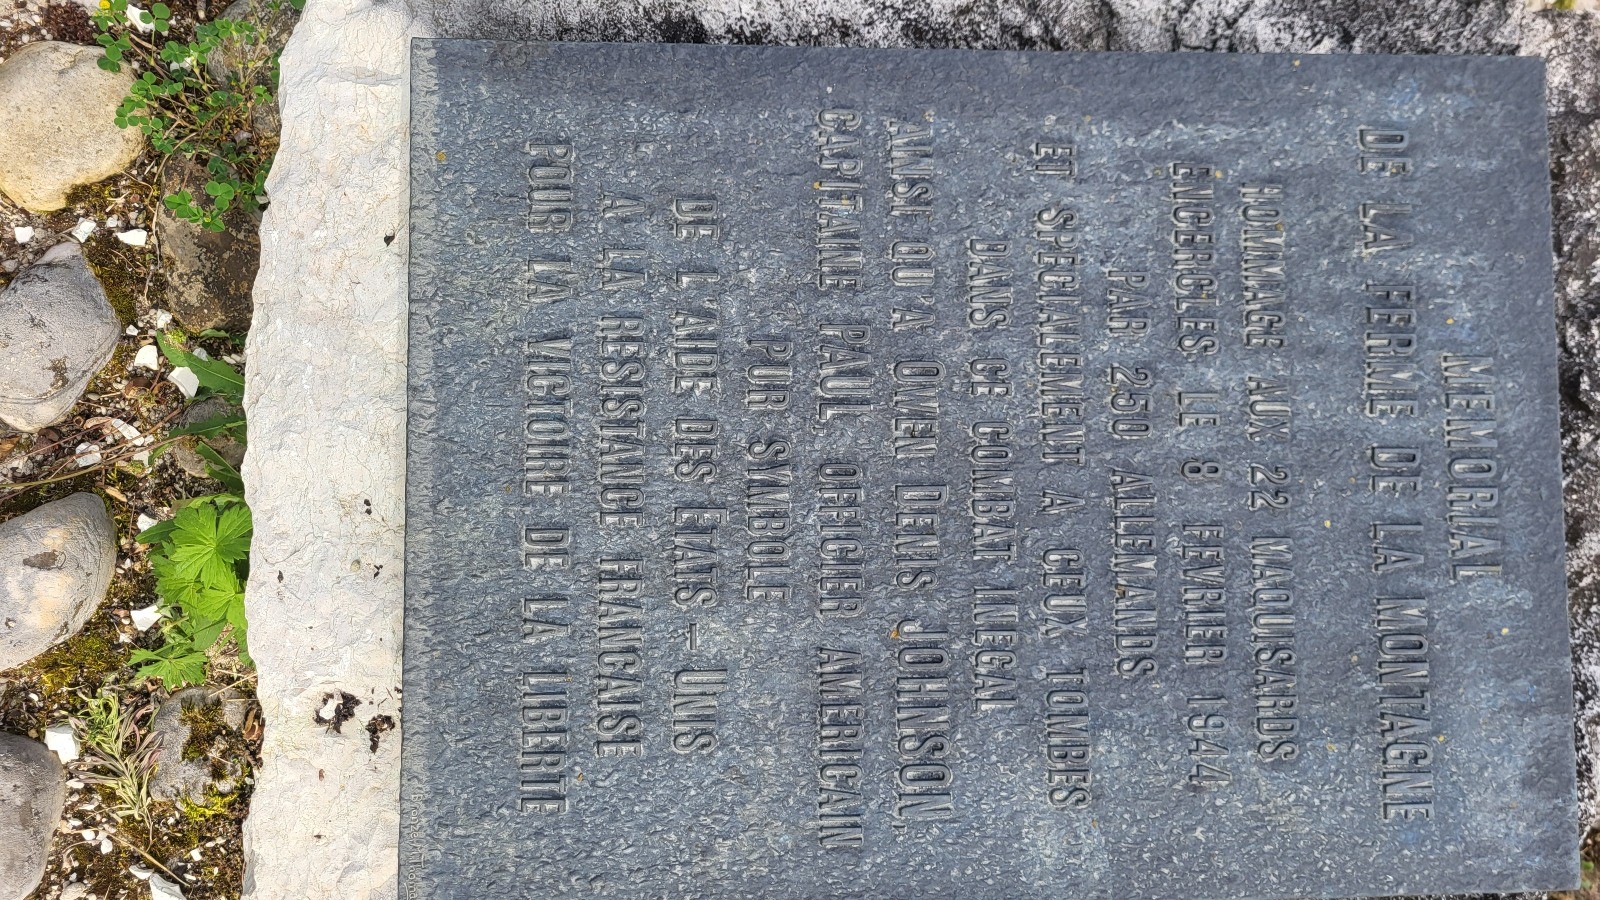 MEMORIAL
DE LA FERME DE LA MONTAGNE
HOMMAGE AUX 22 MAQUISARDS
ENCERCLES LE 8 FEVRIER 1944
PAR 250 ALLEMANDS
ET SPECIALEMENT A CEUX TOMBES
DANS CE COMBAT INEGAL
AINSI QU'A OWEN DENIS JOHNSON,
CAPITAINE PAUL, OFFICIER AMERICAIN
PUR SYMBOLE
DE L'AIDE DES ETATS - UNIS
A LA RESISTANCE FRANCAISE
POUR LA VICTOIRE DE LA LIBERTE